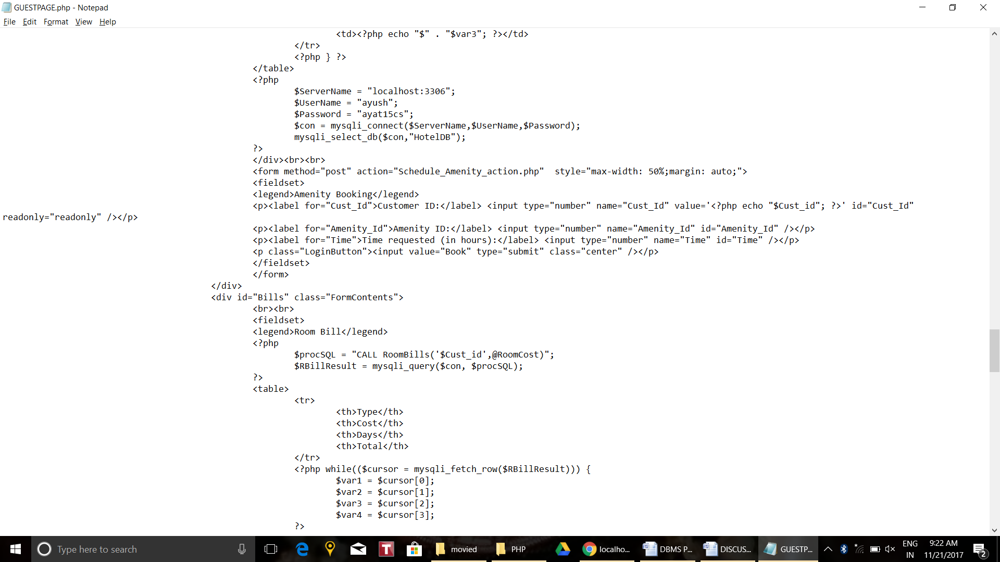 GUESTPAGE.php - Notepad
File Edit Format View Help
<td><?php echo "$" . "$var3"; ?></td>
</tr>
<?php } ?>
</table>
<?php
$ServerName = "localhost:3306";
$UserName = "ayush";
$Password = "ayat15cs";
$con = mysqli_connect($ServerName,$UserName,$Password);
mysqli_select_db($con,"HotelDB");
?>
</div><br><br>
<form method="post" action="Schedule_Amenity_action.php"  style="max-width: 50%;margin: auto;">
<fieldset>
<legend>Amenity Booking</legend>
<p><label for="Cust_Id">Customer ID:</label> <input type="number" name="Cust_Id" value='<?php echo "$Cust_id"; ?>' id="Cust_Id"
readonly="readonly" /></p>
<p><label for="Amenity_Id">Amenity ID:</label> <input type="number" name="Amenity_Id" id="Amenity_Id" /></p>
<p><label for="Time">Time requested (in hours):</label> <input type="number" name="Time" id="Time" /></p>
<p class="LoginButton"><input value="Book" type="submit" class="center" /></p>
</fieldset>
</form>
</div>
<div id="Bills" class="FormContents">
<br><br>
<fieldset>
<legend>Room Bill</legend>
<?php
$procSQL = "CALL RoomBills('$Cust_id',@RoomCost)";
$RBillResult = mysqli_query($con, $procSQL);
?>
<table>
<tr>
<th>Type</th>
<th>Cost</th>
<th>Days</th>
<th>Total</th>
</tr>
<?php while(($cursor = mysqli_fetch_row($RBillResult))) {
$var1 = $cursor[0];
$var2 = $cursor[1];
$var3 = $cursor[2];
$var4 = $cursor[3];
?>
Type here to search
T
movied
PHP
localho...
DBMS P...
DISCUS...
GUESTP...
ENG
IN
9:22 AM
11/21/2017
2